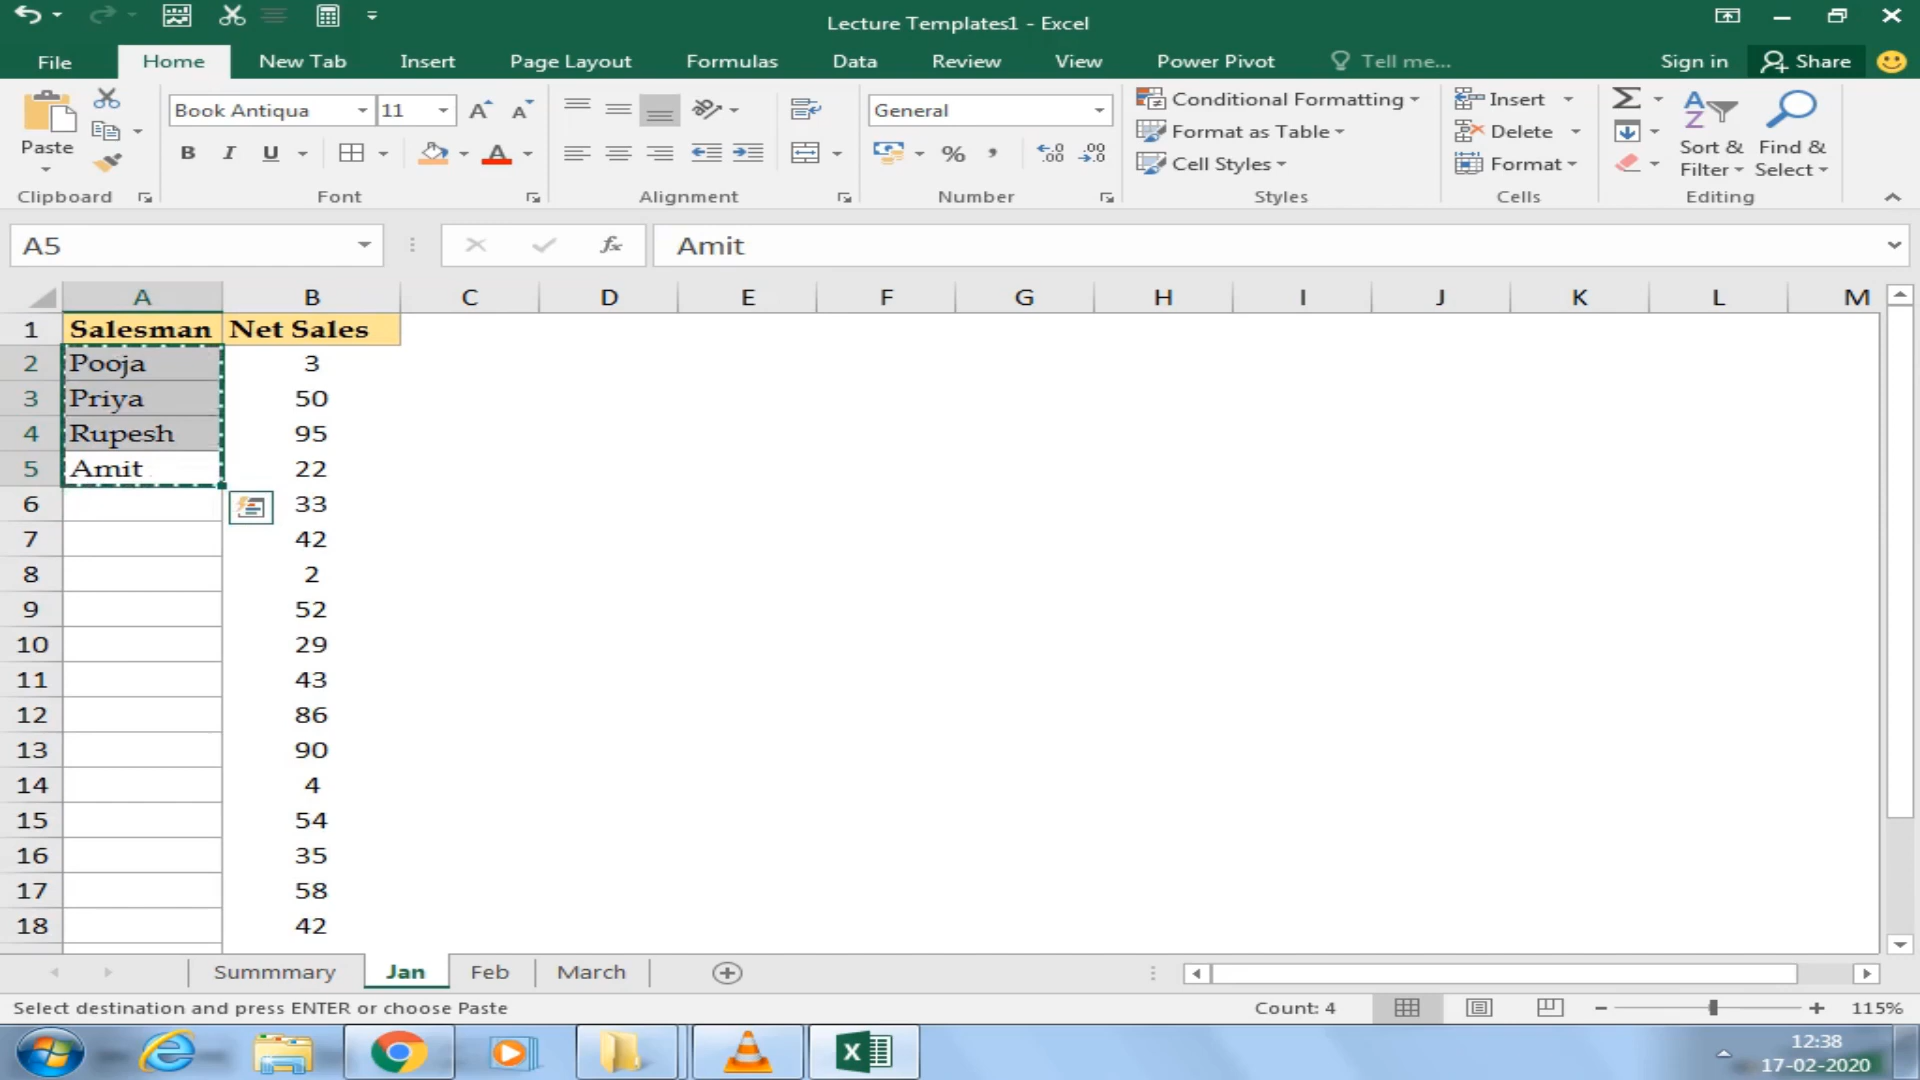 Lecture Templates1 - Excel
File Home New Tab Insert Page Layout Formulas Data Review View Power Pivot Tell me... Sign in Share
Paste
Clipboard
Book Antiqua 11
B I U A
Font
Alignment
General
%
Number
Conditional Formatting
Format as Table
Cell Styles
Styles
Insert
Delete
Format
Cells
Sort & Filter
Find & Select
Editing
A5 fx Amit
A B C D E F G H I J K L M
1 Salesman Net Sales
2 Pooja 3
3 Priya 50
4 Rupesh 95
5 Amit 22
6 33
7 42
8 2
9 52
10 29
11 43
12 86
13 90
14 4
15 54
16 35
17 58
18 42
Summmary Jan Feb March
Select destination and press ENTER or choose Paste Count: 4 115%
12:38
17-02-2020